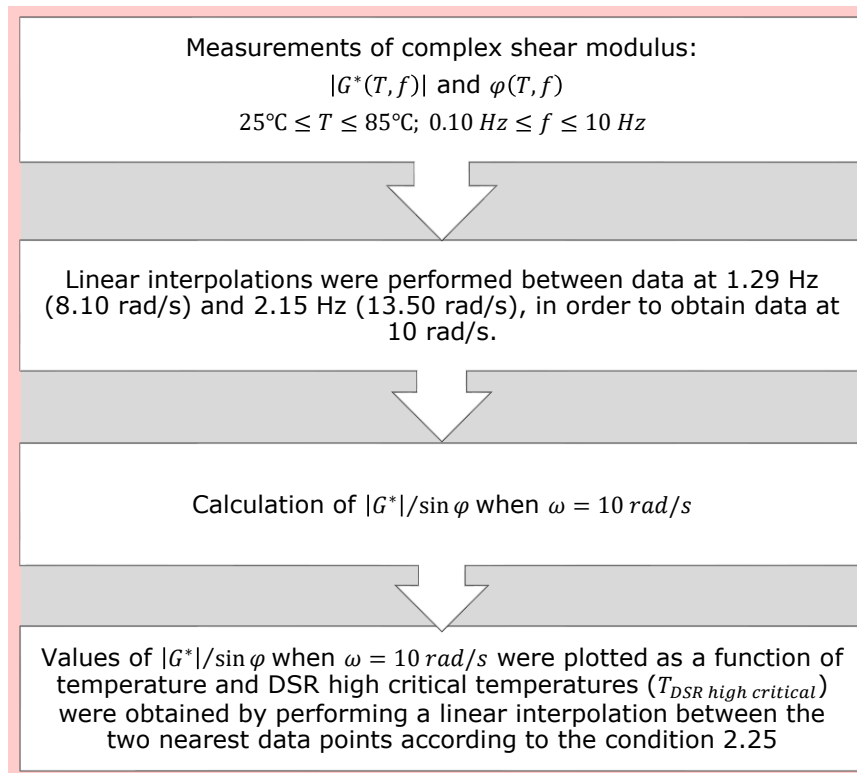 Measurements of complex shear modulus:
|G*(T, f)| and φ(T, f)
25℃ ≤ T ≤ 85℃; 0.10 Hz ≤ f ≤ 10 Hz
Linear interpolations were performed between data at 1.29 Hz
(8.10 rad/s) and 2.15 Hz (13.50 rad/s), in order to obtain data at
10 rad/s.
Calculation of |G*|/sin φ when ω = 10 rad/s
Values of |G*|/sin φ when ω = 10 rad/s were plotted as a function of
temperature and DSR high critical temperatures (T_DSR high critical)
were obtained by performing a linear interpolation between the
two nearest data points according to the condition 2.25